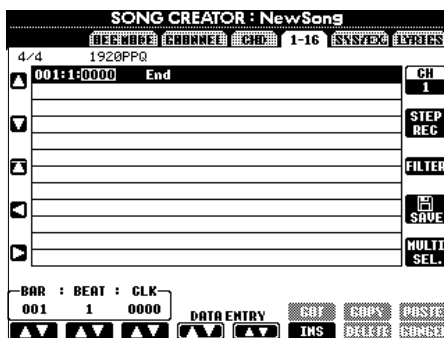 SONG CREATOR : NewSong
REC MODE CHANNEL CHD 1-16 SYS/EX. LYRICS
4/4 1920PPQ
001:1:0000 End
CH
1
STEP
REC
FILTER
SAVE
MULTI
SEL.
BAR : BEAT : CLK
001 1 0000
DATA ENTRY
CUT COPY PASTE
INS DELETE CANCEL